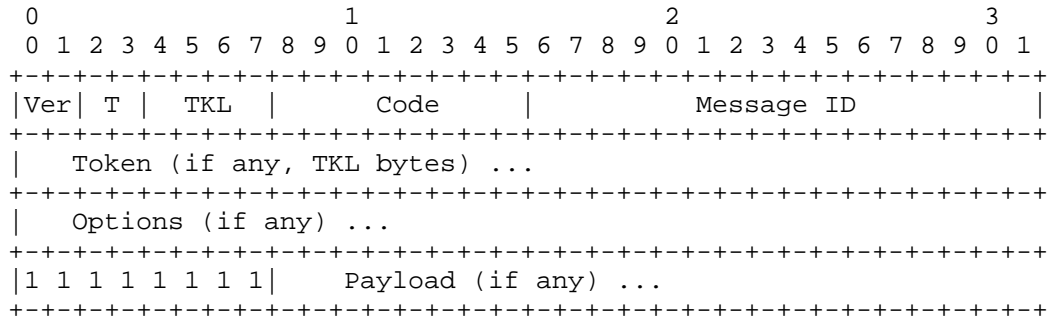 0                   1                   2                   3
 0 1 2 3 4 5 6 7 8 9 0 1 2 3 4 5 6 7 8 9 0 1 2 3 4 5 6 7 8 9 0 1
+-+-+-+-+-+-+-+-+-+-+-+-+-+-+-+-+-+-+-+-+-+-+-+-+-+-+-+-+-+-+-+-+
|Ver| T |  TKL  |      Code     |          Message ID           |
+-+-+-+-+-+-+-+-+-+-+-+-+-+-+-+-+-+-+-+-+-+-+-+-+-+-+-+-+-+-+-+-+
|   Token (if any, TKL bytes) ...
+-+-+-+-+-+-+-+-+-+-+-+-+-+-+-+-+-+-+-+-+-+-+-+-+-+-+-+-+-+-+-+-+
|   Options (if any) ...
+-+-+-+-+-+-+-+-+-+-+-+-+-+-+-+-+-+-+-+-+-+-+-+-+-+-+-+-+-+-+-+-+
|1 1 1 1 1 1 1 1|    Payload (if any) ...
+-+-+-+-+-+-+-+-+-+-+-+-+-+-+-+-+-+-+-+-+-+-+-+-+-+-+-+-+-+-+-+-+